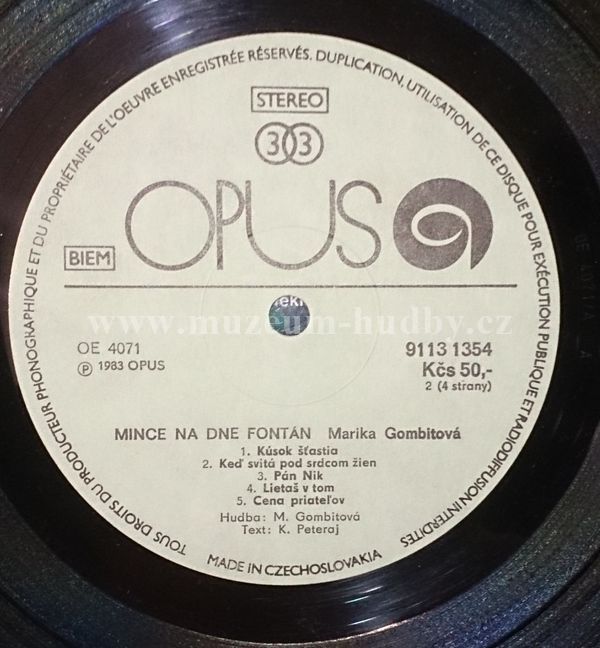 TOUS DROITS DU PRODUCTEUR PHONOGRAPHIQUE ET DU PROPRIÉTAIRE DE L'OEUVRE ENREGISTRÉE RÉSERVÉS. DUPLICATION, UTILISATION DE CE DISQUE POUR EXÉCUTION PUBLIQUE ET RADIODIFFUSION INTERDITES
STEREO
33
OPUS
BIEM
www.muzeum-hudby.cz
OE 4071
9113 1354
Ⓟ 1983 OPUS
Kčs 50,-
2 (4 strany)
MINCE NA DNE FONTÁN Marika Gombitová
1. Kúsok šťastia
2. Keď svitá pod srdcom žien
3. Pán Nik
4. Lietaš v tom
5. Cena priateľov
Hudba: M. Gombitová
Text: K. Peteraj
MADE IN CZECHOSLOVAKIA